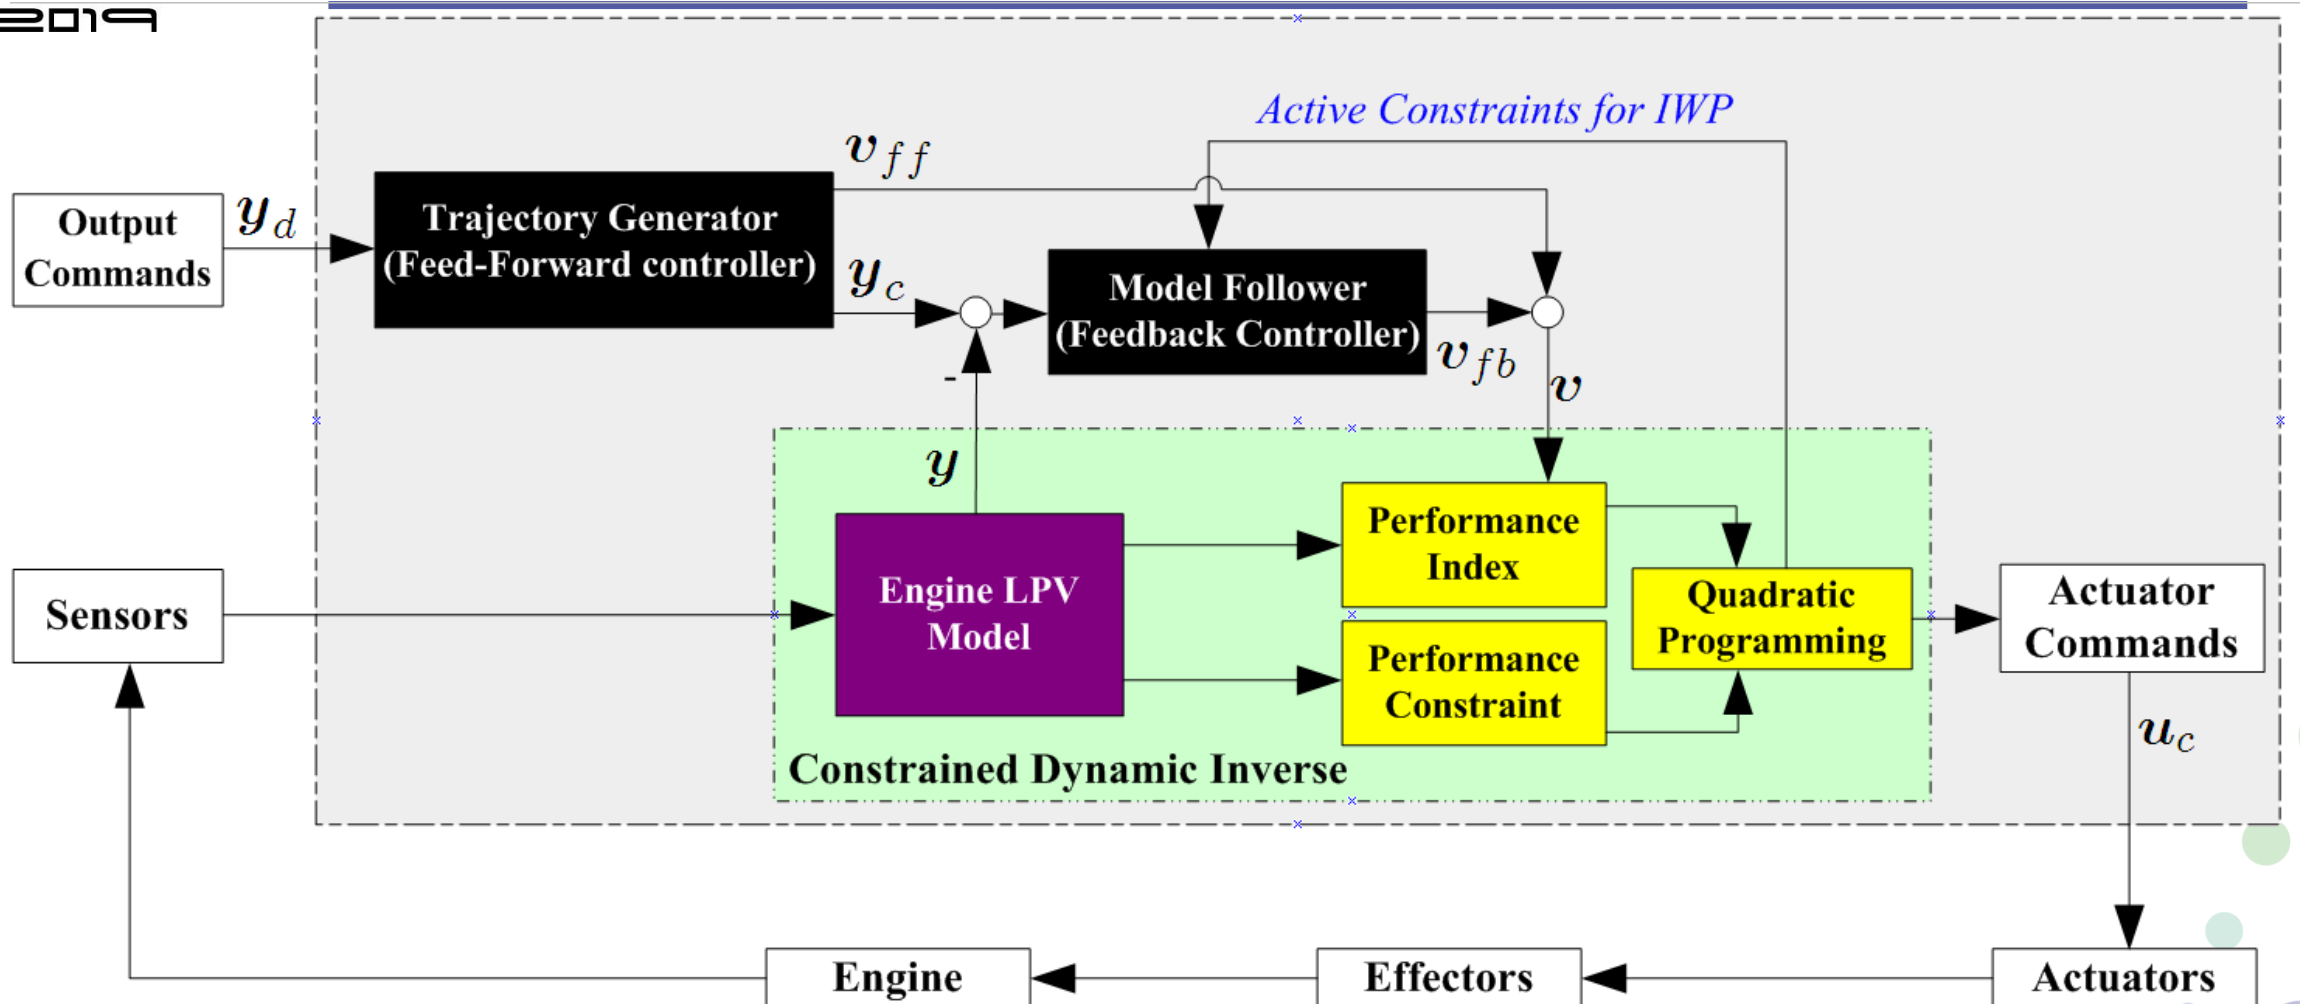 2019
Active Constraints for IWP
v_ff
Output
Commands
y_d
Trajectory Generator
(Feed-Forward controller)
y_c
Model Follower
(Feedback Controller)
v_fb
v
-
y
Engine LPV
Model
Performance
Index
Performance
Constraint
Quadratic
Programming
Constrained Dynamic Inverse
Sensors
Actuator
Commands
u_c
Engine
Effectors
Actuators